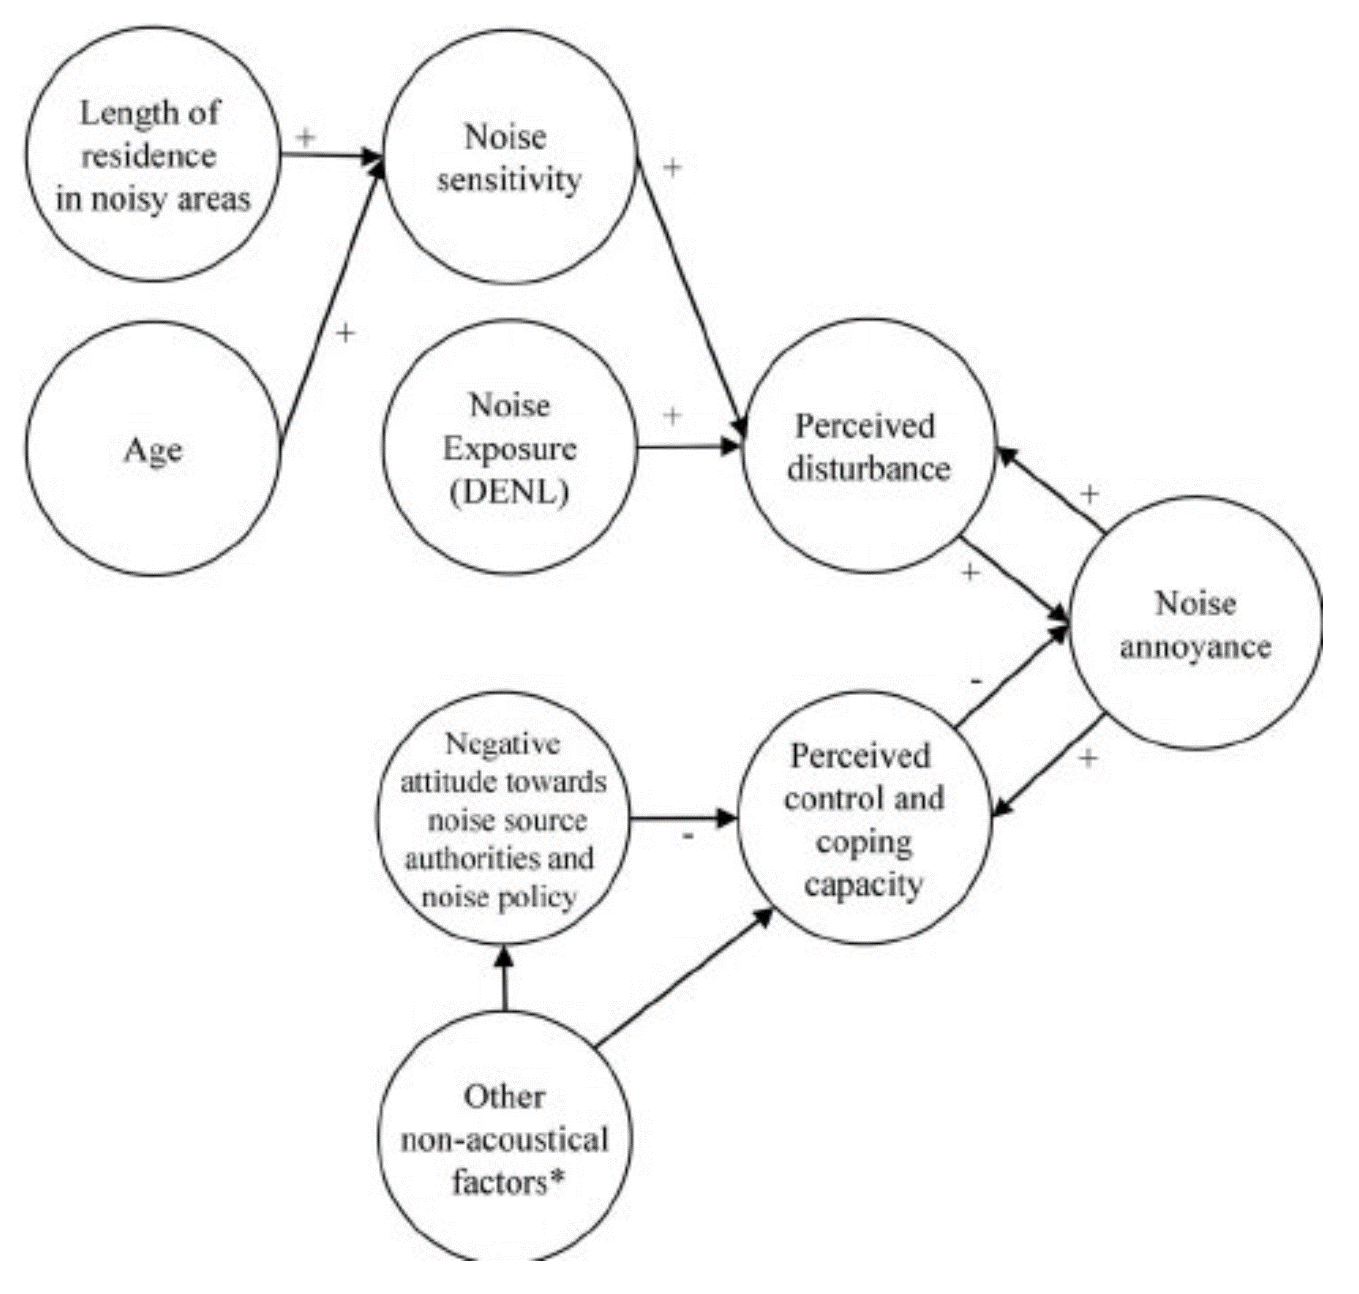 Length of
residence
in noisy areas
+
Noise
sensitivity
+
Age
+
Noise
Exposure
(DENL)
+
Perceived
disturbance
+
+
Noise
annoyance
-
+
Negative
attitude towards
noise source
authorities and
noise policy
-
Perceived
control and
coping
capacity
Other
non-acoustical
factors*